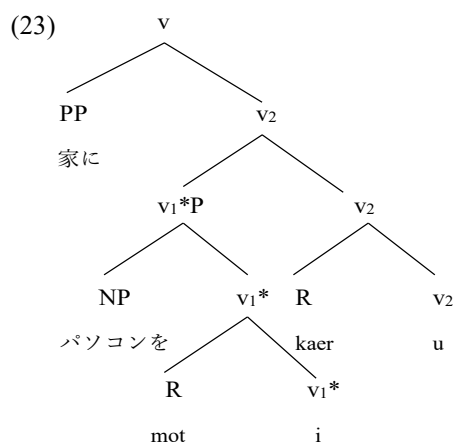 (23) v
PP v₂
家に
v₁*P v₂
NP v₁* R v₂
パソコンを kaer u
R v₁*
mot i